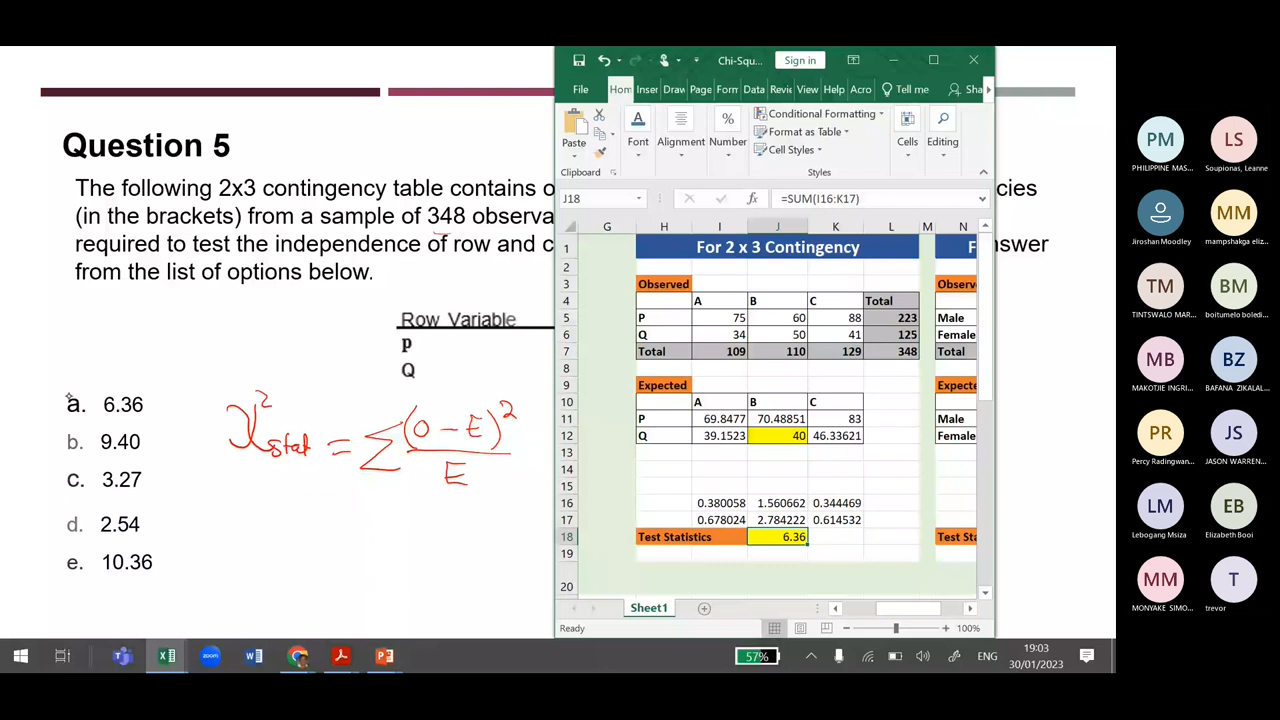 Question 5
The following 2x3 contingency table contains o
cies
(in the brackets) from a sample of 348 observa
required to test the independence of row and c
nswer
from the list of options below.
Row Variable
P
Q
a. 6.36
b. 9.40
c. 3.27
d. 2.54
e. 10.36
χ²stat = Σ (O - E)² / E
Chi-Squ...
Sign in
File Hom Inser Draw Page Form Data Revie View Help Acro Tell me Sha
Paste
Clipboard
Font
Alignment
Number
Conditional Formatting
Format as Table
Cell Styles
Styles
Cells
Editing
J18 fx =SUM(I16:K17)
G H I J K L M N
1 For 2 x 3 Contingency F
2
3 Observed Observe
4 A B C Total
5 P 75 60 88 223 Male
6 Q 34 50 41 125 Female
7 Total 109 110 129 348 Total
8
9 Expected Expecte
10 A B C
11 P 69.8477 70.48851 83 Male
12 Q 39.1523 40 46.33621 Female
13
14
15
16 0.380058 1.560662 0.344469
17 0.678024 2.784222 0.614532
18 Test Statistics 6.36 Test Sta
19
20
Sheet1
Ready
100%
PM LS
PHILIPPINE MAS... Soupionas, Leanne
MM
Jiroshan Moodley mampshakga eliz...
TM BM
TINTSWALO MAR... boitumelo boledi...
MB BZ
MAKOTJIE INGRI... BAFANA ZIKALAL...
PR JS
Percy Radingwan... JASON WARREN...
LM EB
Lebogang Msiza Elizabeth Booi
MM T
MONYAKE SIMO... trevor
57%
ENG
19:03
30/01/2023